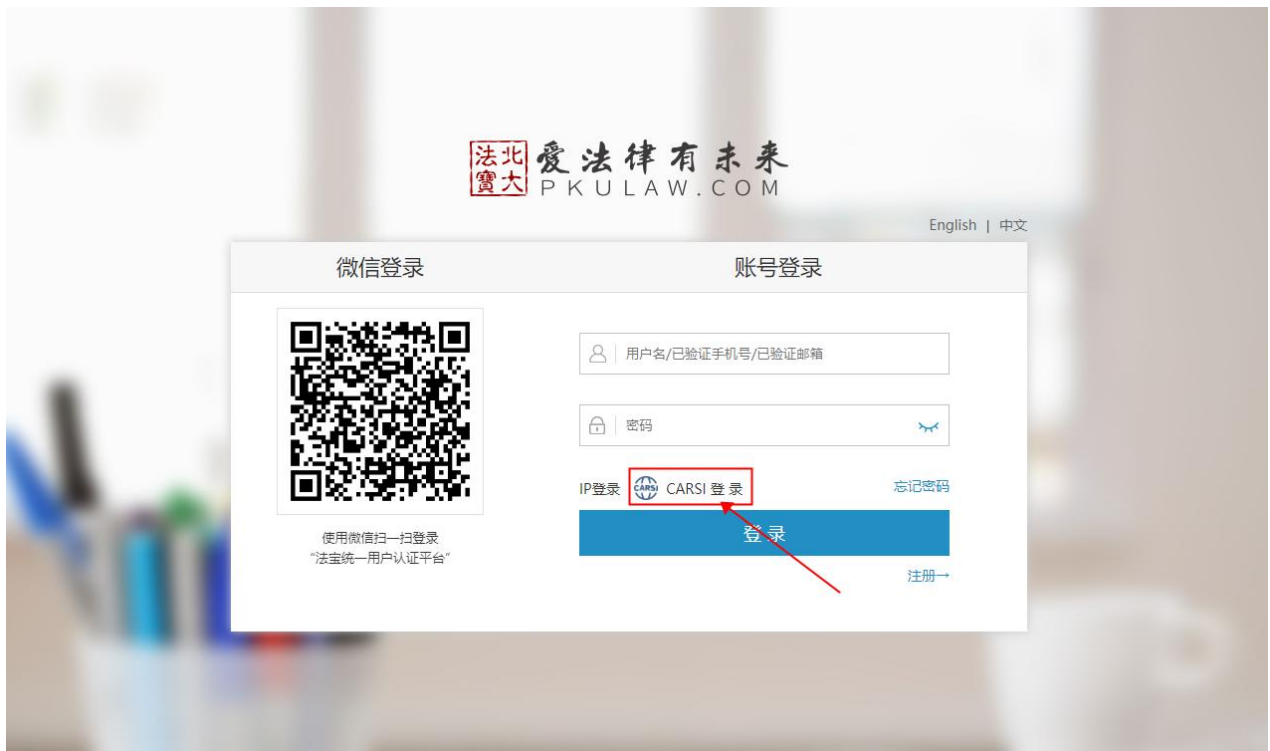 北大法寶
爱法律有未来
PKULAW.COM
English | 中文
微信登录
账号登录
用户名/已验证手机号/已验证邮箱
密码
IP登录 CARSI CARSI 登 录 忘记密码
登 录
使用微信扫一扫登录
“法宝统一用户认证平台”
注册→